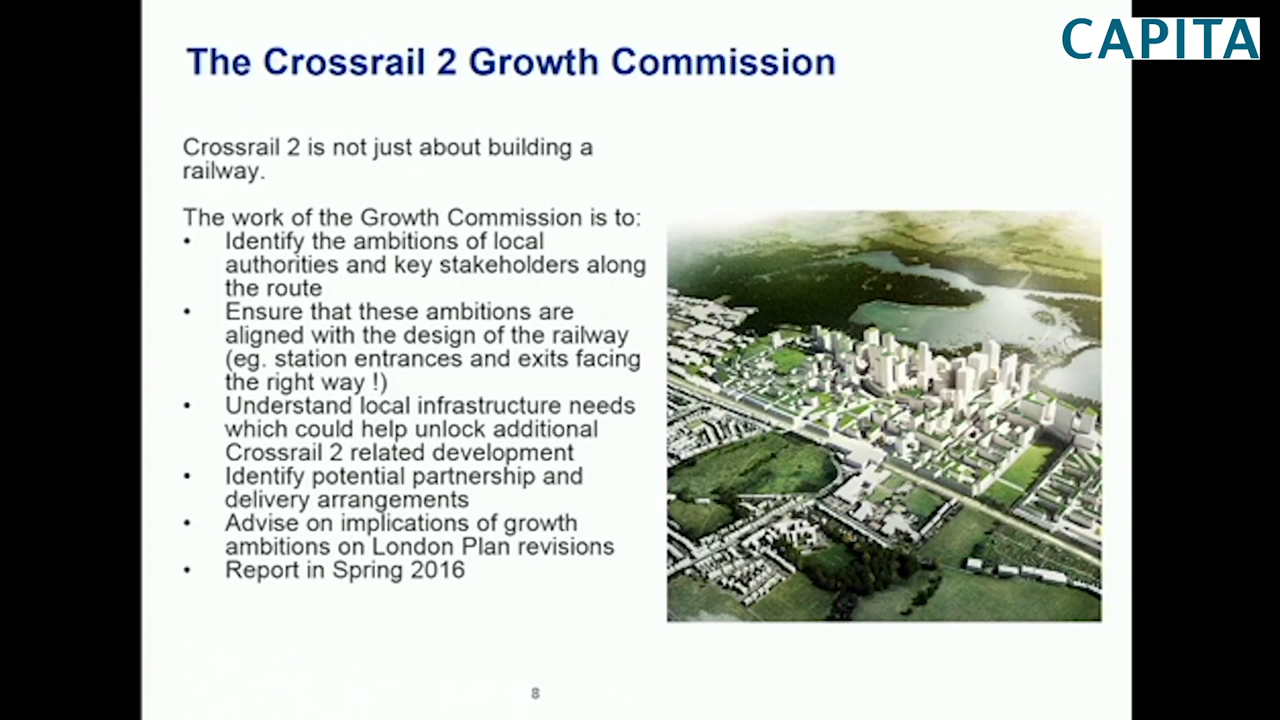 CAPITA
The Crossrail 2 Growth Commission
Crossrail 2 is not just about building a
railway.
The work of the Growth Commission is to:
• Identify the ambitions of local
authorities and key stakeholders along
the route
• Ensure that these ambitions are
aligned with the design of the railway
(eg. station entrances and exits facing
the right way !)
• Understand local infrastructure needs
which could help unlock additional
Crossrail 2 related development
• Identify potential partnership and
delivery arrangements
• Advise on implications of growth
ambitions on London Plan revisions
• Report in Spring 2016
8